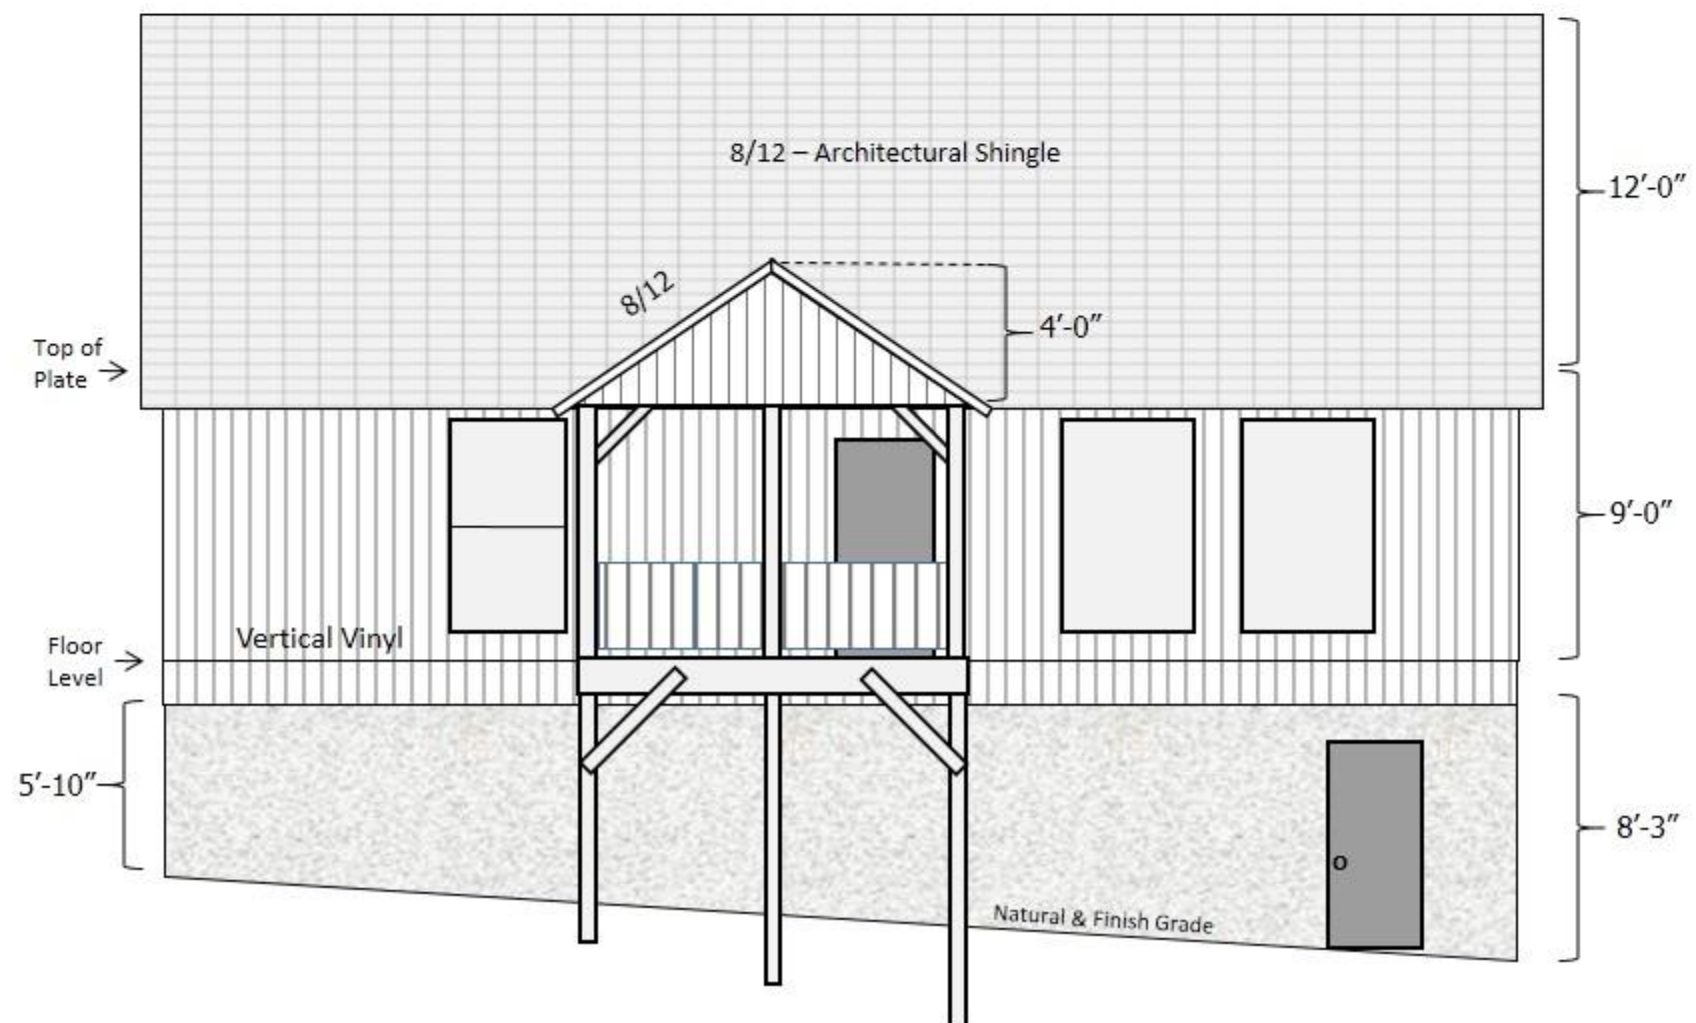 8/12 – Architectural Shingle
12’-0”
8/12
4’-0”
Top of
Plate
9’-0”
Vertical Vinyl
Floor
Level
5’-10”
8’-3”
Natural & Finish Grade